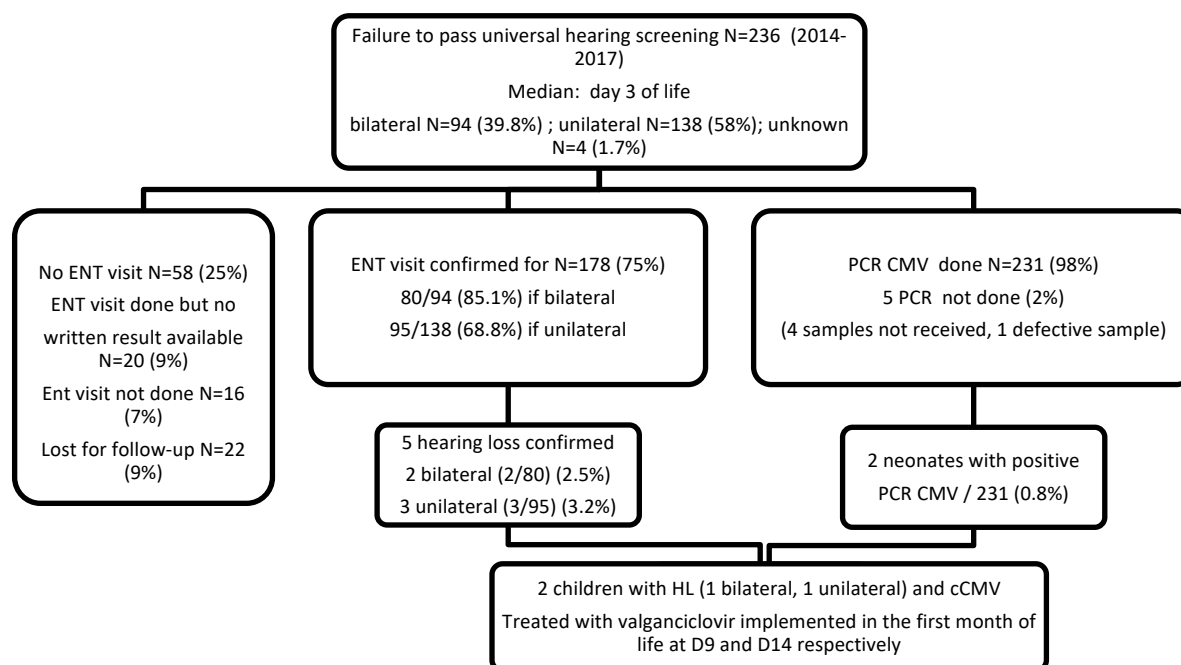 Failure to pass universal hearing screening N=236 (2014-
2017)
Median: day 3 of life
bilateral N=94 (39.8%) ; unilateral N=138 (58%); unknown
N=4 (1.7%)
No ENT visit N=58 (25%)
ENT visit done but no
written result available
N=20 (9%)
Ent visit not done N=16
(7%)
Lost for follow-up N=22
(9%)
ENT visit confirmed for N=178 (75%)
80/94 (85.1%) if bilateral
95/138 (68.8%) if unilateral
PCR CMV done N=231 (98%)
5 PCR not done (2%)
(4 samples not received, 1 defective sample)
5 hearing loss confirmed
2 bilateral (2/80) (2.5%)
3 unilateral (3/95) (3.2%)
2 neonates with positive
PCR CMV / 231 (0.8%)
2 children with HL (1 bilateral, 1 unilateral) and cCMV
Treated with valganciclovir implemented in the first month of
life at D9 and D14 respectively